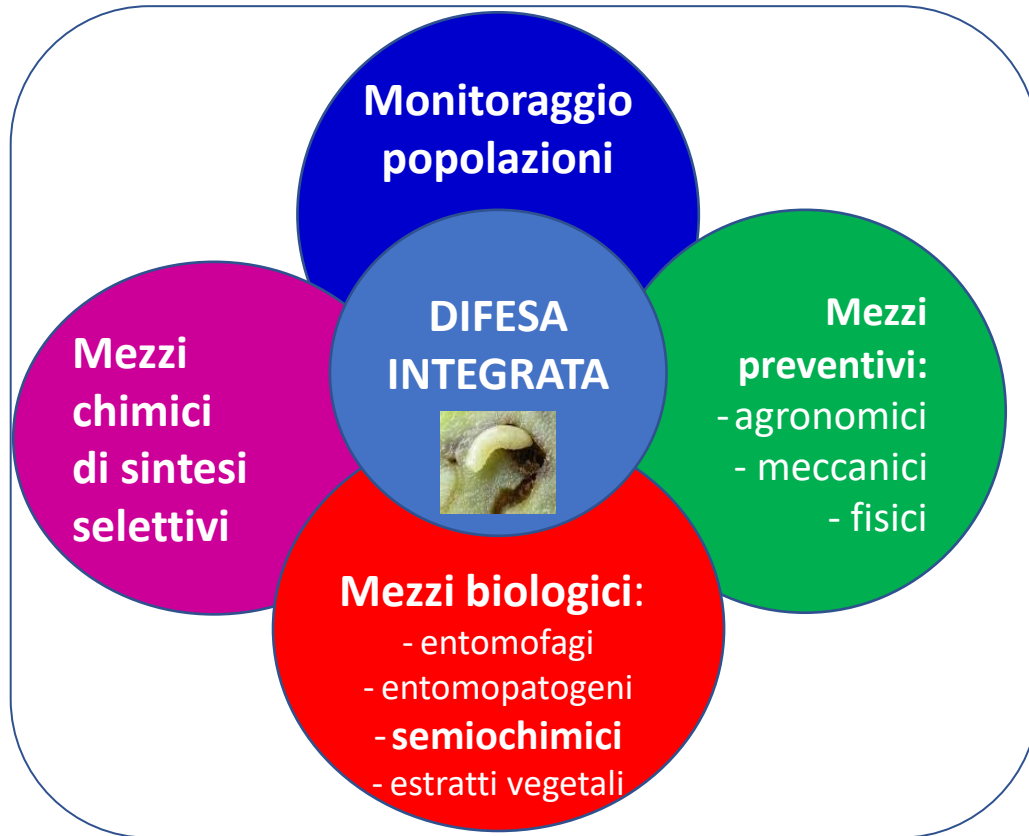 Monitoraggio
popolazioni
DIFESA
INTEGRATA
Mezzi
chimici
di sintesi
selettivi
Mezzi
preventivi:
- agronomici
- meccanici
- fisici
Mezzi biologici:
- entomofagi
- entomopatogeni
- semiochimici
- estratti vegetali